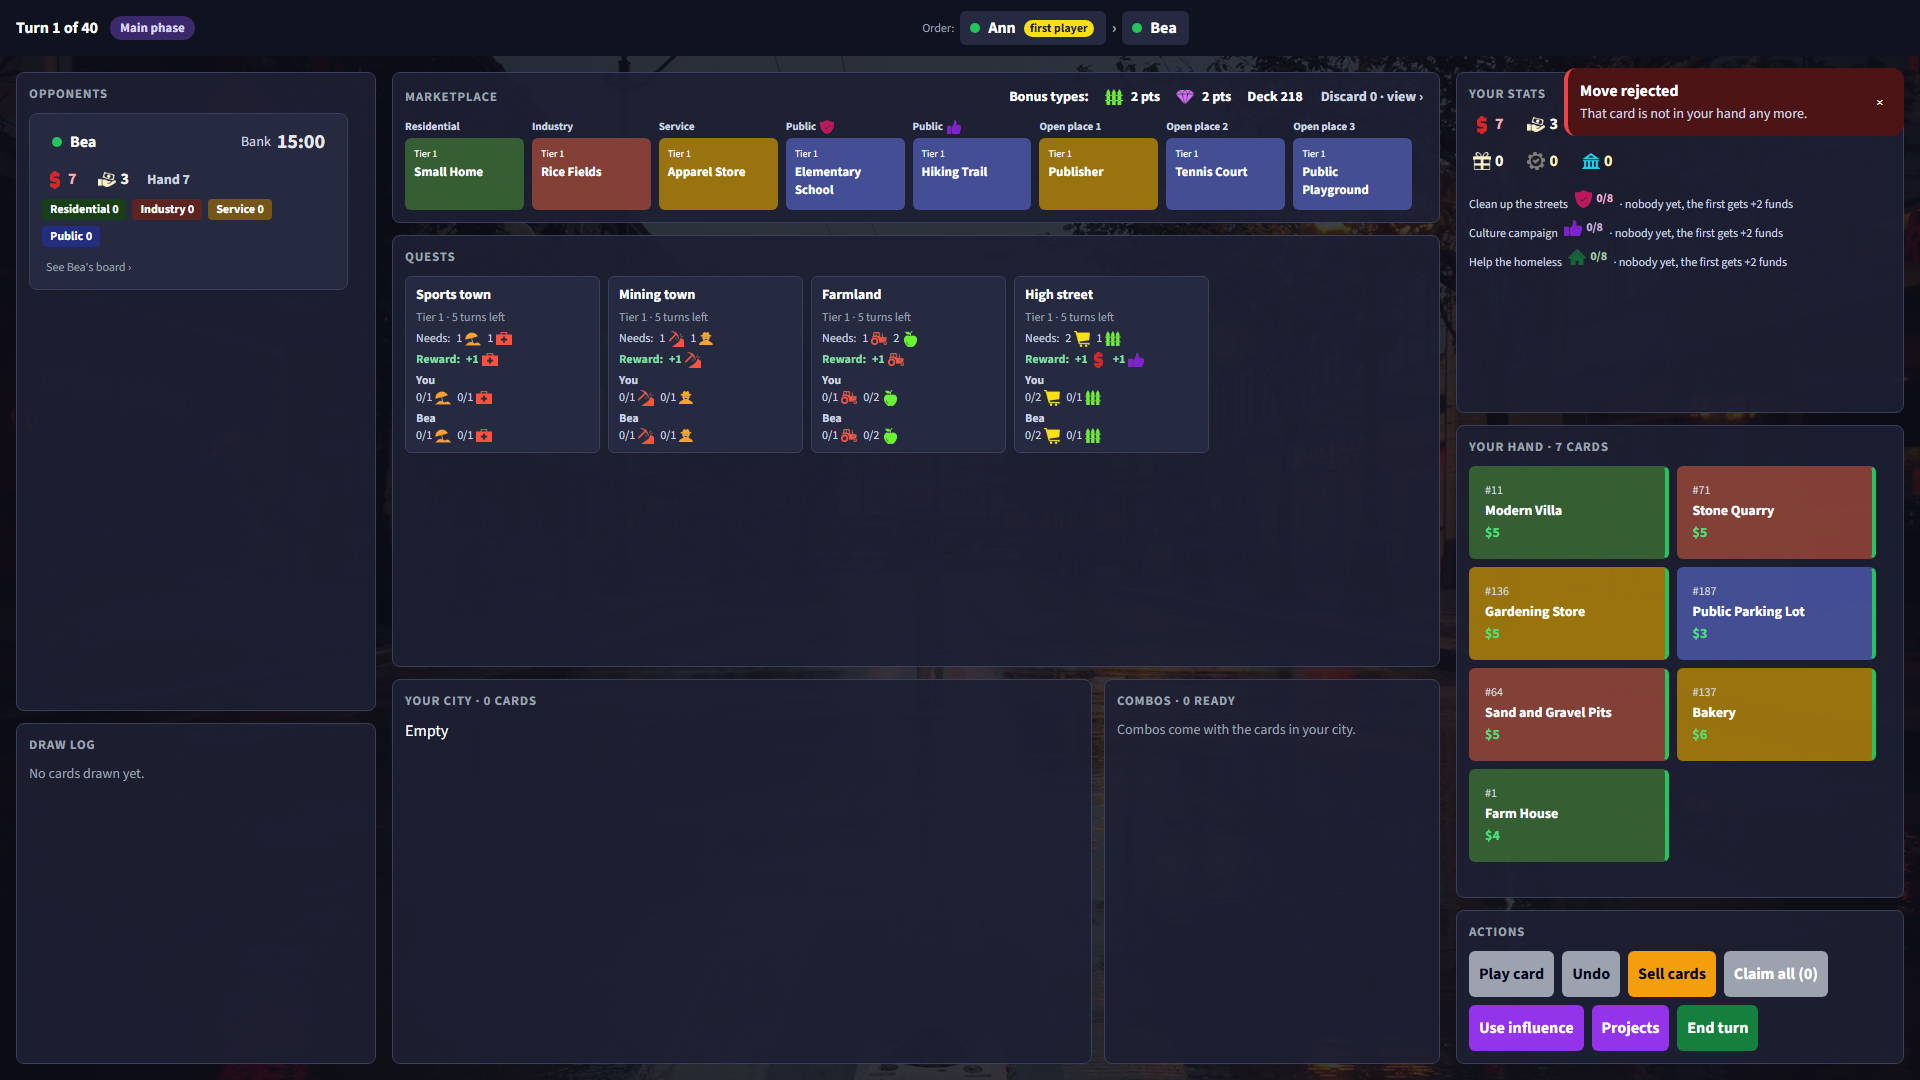 Turn 1 of 40 Main phase
Order: Ann first player › Bea
OPPONENTS
Bea Bank 15:00
7 3 Hand 7
Residential 0 Industry 0 Service 0
Public 0
See Bea's board ›
DRAW LOG
No cards drawn yet.
MARKETPLACE
Bonus types: 2 pts 2 pts Deck 218 Discard 0 · view ›
Residential Industry Service Public Public Open place 1 Open place 2 Open place 3
Tier 1 Tier 1 Tier 1 Tier 1 Tier 1 Tier 1 Tier 1 Tier 1
Small Home Rice Fields Apparel Store Elementary School Hiking Trail Publisher Tennis Court Public Playground
QUESTS
Sports town
Tier 1 · 5 turns left
Needs: 1 1
Reward: +1
You
0/1 0/1
Bea
0/1 0/1
Mining town
Tier 1 · 5 turns left
Needs: 1 1
Reward: +1
You
0/1 0/1
Bea
0/1 0/1
Farmland
Tier 1 · 5 turns left
Needs: 1 2
Reward: +1
You
0/1 0/2
Bea
0/1 0/2
High street
Tier 1 · 5 turns left
Needs: 2 1
Reward: +1 +1
You
0/2 0/1
Bea
0/2 0/1
YOUR CITY · 0 CARDS
Empty
COMBOS · 0 READY
Combos come with the cards in your city.
YOUR STATS
7 3
0 0 0
Move rejected
That card is not in your hand any more.
×
Clean up the streets 0/8 · nobody yet, the first gets +2 funds
Culture campaign 0/8 · nobody yet, the first gets +2 funds
Help the homeless 0/8 · nobody yet, the first gets +2 funds
YOUR HAND · 7 CARDS
#11
Modern Villa
$5
#71
Stone Quarry
$5
#136
Gardening Store
$5
#187
Public Parking Lot
$3
#64
Sand and Gravel Pits
$5
#137
Bakery
$6
#1
Farm House
$4
ACTIONS
Play card Undo Sell cards Claim all (0)
Use influence Projects End turn